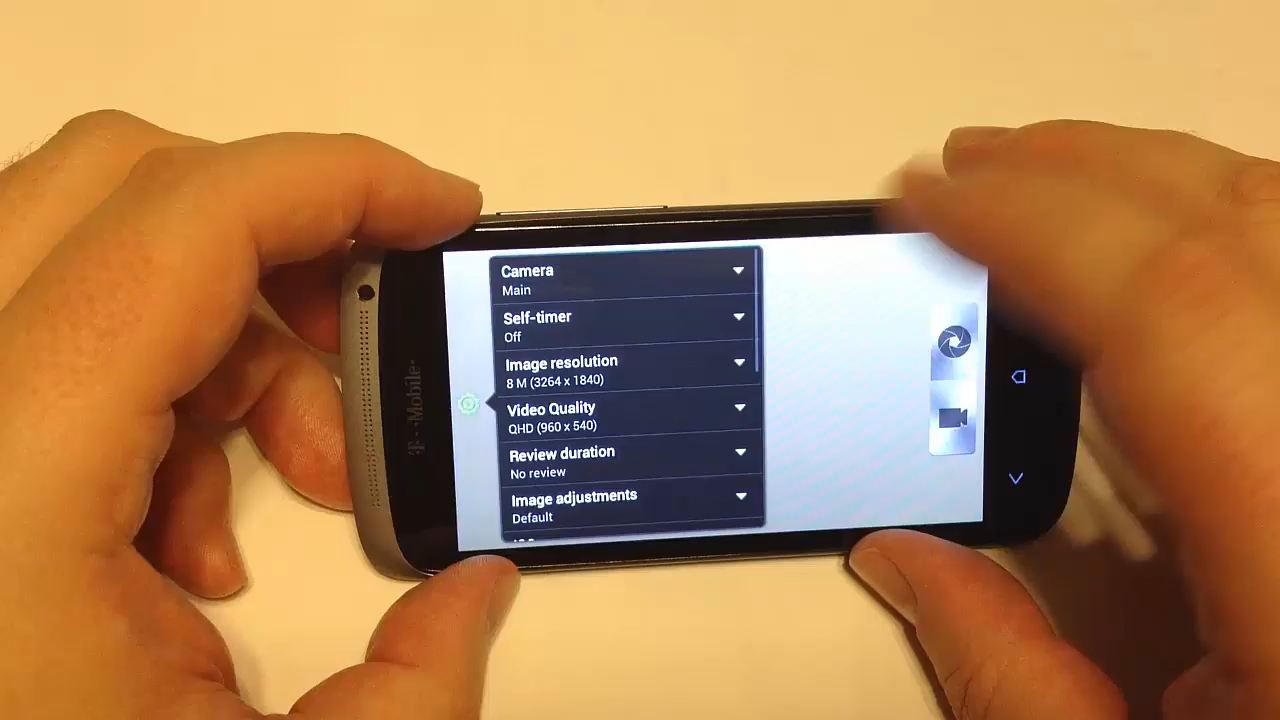 T··Mobile·
Camera
Main
Self-timer
Off
Image resolution
8 M (3264 x 1840)
Video Quality
QHD (960 x 540)
Review duration
No review
Image adjustments
Default